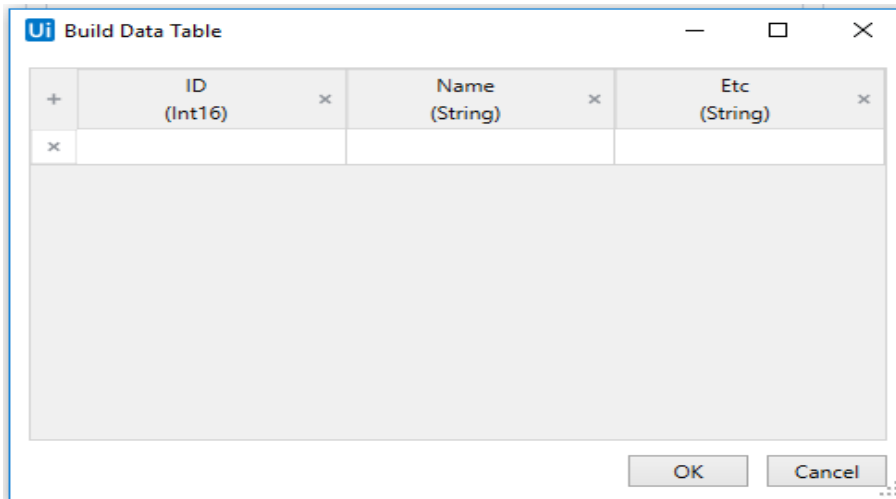 Ui Build Data Table
ID
(Int16)
Name
(String)
Etc
(String)
OK
Cancel